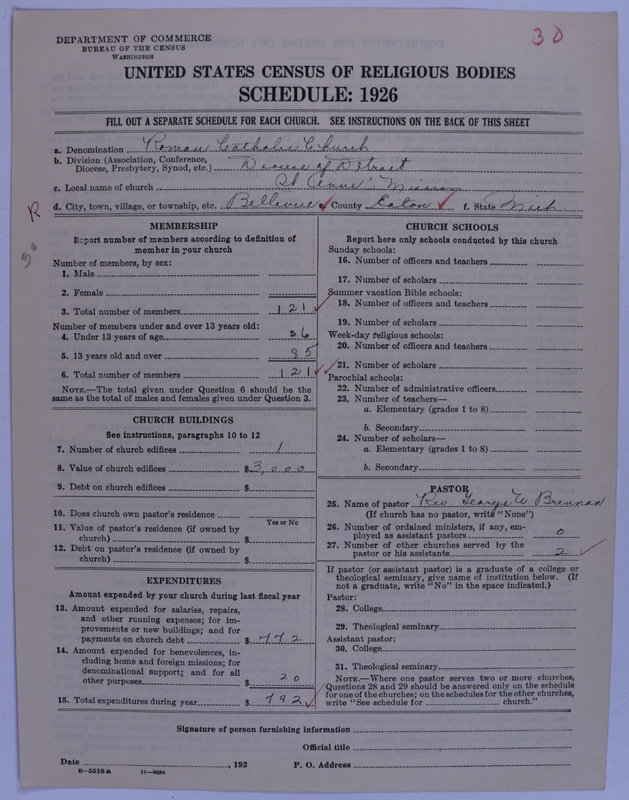 30
DEPARTMENT OF COMMERCE
BUREAU OF THE CENSUS
WASHINGTON
UNITED STATES CENSUS OF RELIGIOUS BODIES
SCHEDULE: 1926
FILL OUT A SEPARATE SCHEDULE FOR EACH CHURCH. SEE INSTRUCTIONS ON THE BACK OF THIS SHEET
a. Denomination Roman Catholic Church
b. Division (Association, Conference, Diocese, Presbytery, Synod, etc.) Diocese of Detroit
c. Local name of church St Anne's Mission
R d. City, town, village, or township, etc. Bellevue County Eaton f. State Mich
30
MEMBERSHIP
Report number of members according to definition of
member in your church
Number of members, by sex:
1. Male
2. Female
3. Total number of members 121
Number of members under and over 13 years old:
4. Under 13 years of age 36
5. 13 years old and over 85
6. Total number of members 121
NOTE.—The total given under Question 6 should be the
same as the total of males and females given under Question 3.
CHURCH BUILDINGS
See instructions, paragraphs 10 to 12
7. Number of church edifices 1
8. Value of church edifices $3,000
9. Debt on church edifices $
10. Does church own pastor's residence
Yes or No
11. Value of pastor's residence (if owned by
church) $
12. Debt on pastor's residence (if owned by
church) $
EXPENDITURES
Amount expended by your church during last fiscal year
13. Amount expended for salaries, repairs,
and other running expenses; for im-
provements or new buildings; and for
payments on church debt $ 772
14. Amount expended for benevolences, in-
cluding home and foreign missions; for
denominational support; and for all
other purposes $ 20
15. Total expenditures during year $ 792
CHURCH SCHOOLS
Report here only schools conducted by this church
Sunday schools:
16. Number of officers and teachers
17. Number of scholars
Summer vacation Bible schools:
18. Number of officers and teachers
19. Number of scholars
Week-day religious schools:
20. Number of officers and teachers
21. Number of scholars
Parochial schools:
22. Number of administrative officers
23. Number of teachers—
a. Elementary (grades 1 to 8)
b. Secondary
24. Number of scholars—
a. Elementary (grades 1 to 8)
b. Secondary
PASTOR
25. Name of pastor Rev George W Brennan
(If church has no pastor, write "None")
26. Number of ordained ministers, if any, em-
ployed as assistant pastors 0
27. Number of other churches served by the
pastor or his assistants 2
If pastor (or assistant pastor) is a graduate of a college or
theological seminary, give name of institution below. (If
not a graduate, write "No" in the space indicated.)
Pastor:
28. College
29. Theological seminary
Assistant pastor:
30. College
31. Theological seminary
NOTE.—Where one pastor serves two or more churches,
Questions 28 and 29 should be answered only on the schedule
for one of the churches; on the schedules for the other churches,
write "See schedule for church."
Signature of person furnishing information
Official title
Date , 192 P. O. Address
8-5518a 11-9034